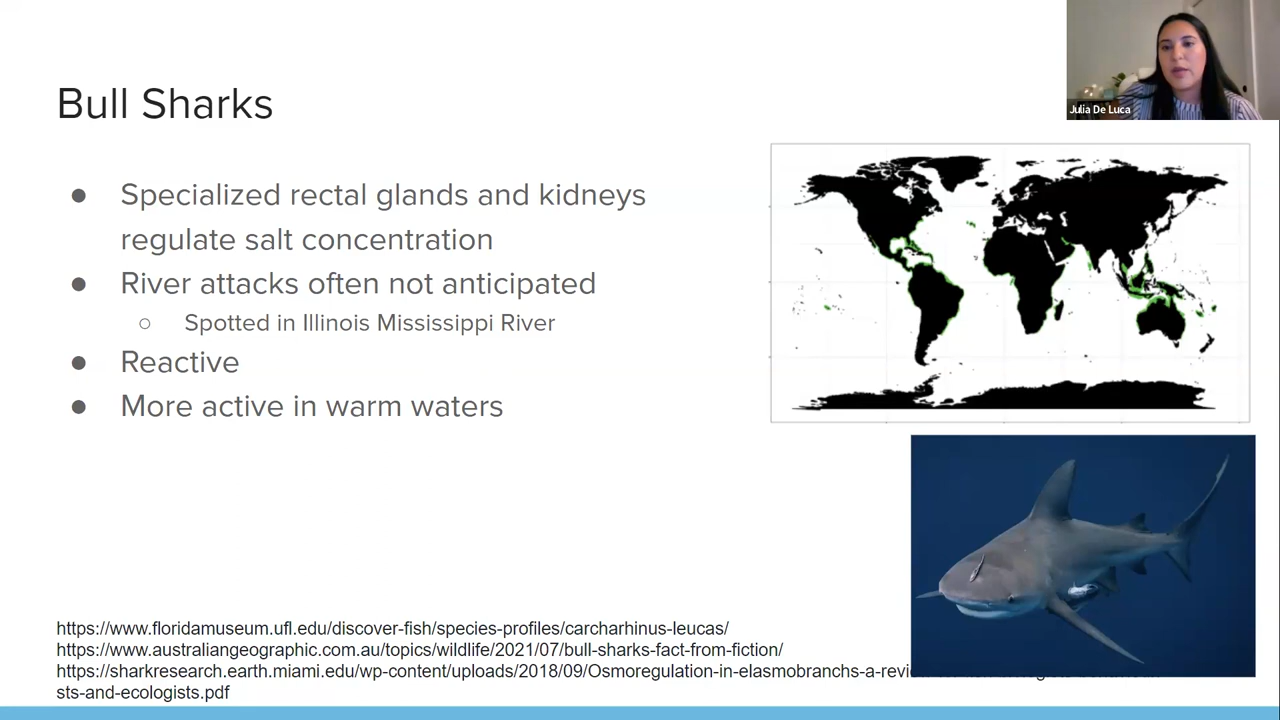 Julia De Luca
Bull Sharks
● Specialized rectal glands and kidneys
regulate salt concentration
● River attacks often not anticipated
○ Spotted in Illinois Mississippi River
● Reactive
● More active in warm waters
https://www.floridamuseum.ufl.edu/discover-fish/species-profiles/carcharhinus-leucas/
https://www.australiangeographic.com.au/topics/wildlife/2021/07/bull-sharks-fact-from-fiction/
https://sharkresearch.earth.miami.edu/wp-content/uploads/2018/09/Osmoregulation-in-elasmobranchs-a-revi
sts-and-ecologists.pdf